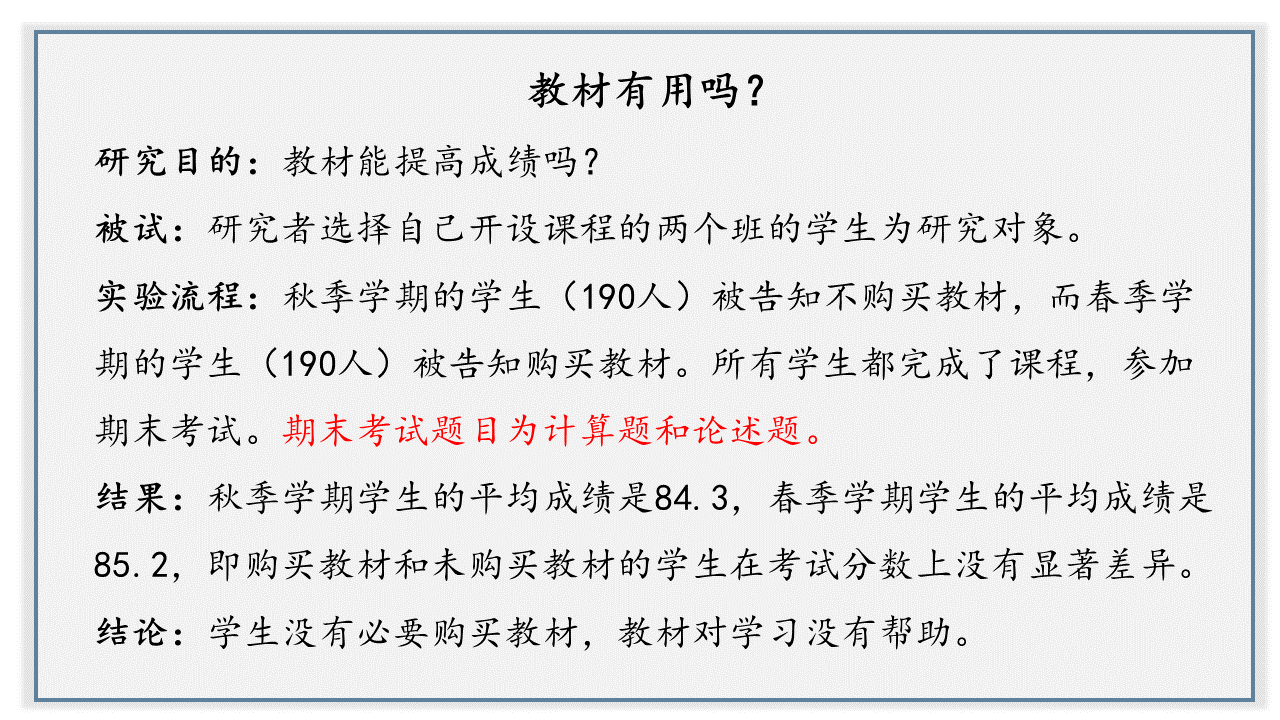 教材有用吗？
研究目的：教材能提高成绩吗？
被试：研究者选择自己开设课程的两个班的学生为研究对象。
实验流程：秋季学期的学生（190人）被告知不购买教材，而春季学
期的学生（190人）被告知购买教材。所有学生都完成了课程，参加
期末考试。期末考试题目为计算题和论述题。
结果：秋季学期学生的平均成绩是84.3，春季学期学生的平均成绩是
85.2，即购买教材和未购买教材的学生在考试分数上没有显著差异。
结论：学生没有必要购买教材，教材对学习没有帮助。